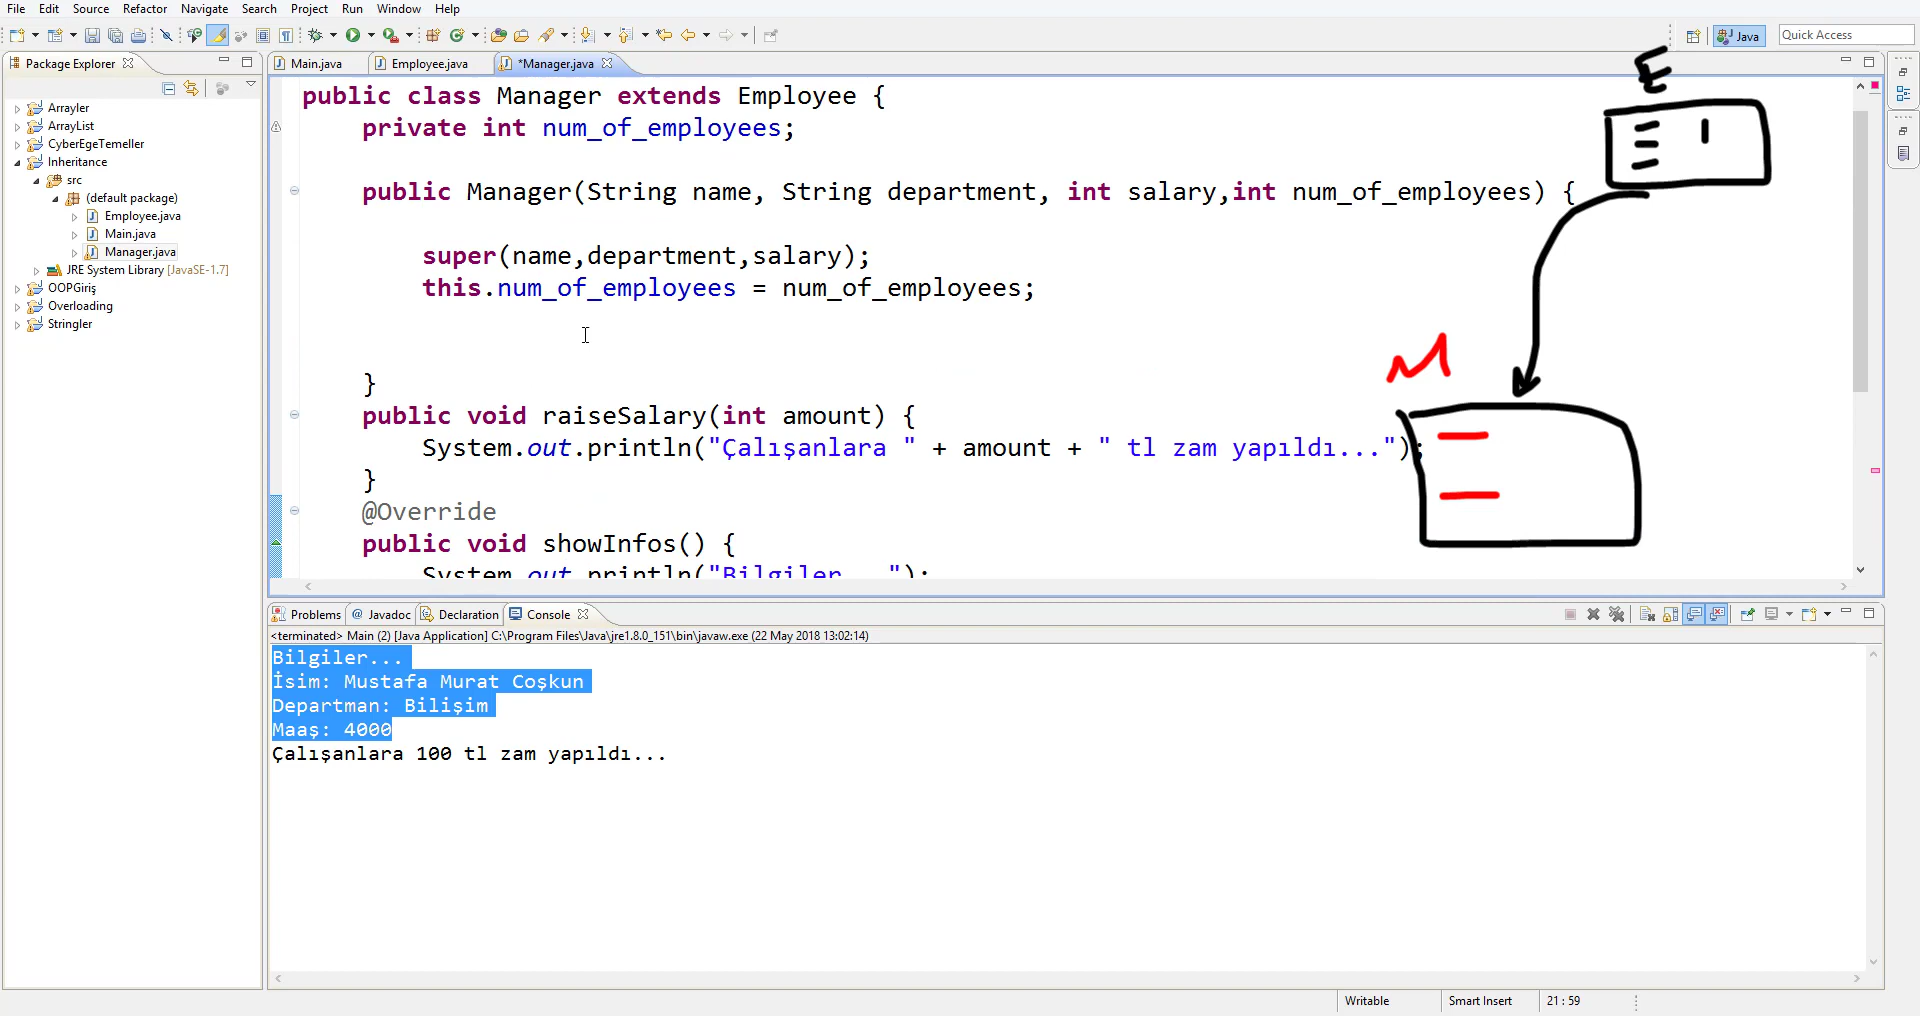 File Edit Source Refactor Navigate Search Project Run Window Help
Java
Quick Access
Package Explorer
Main.java
Employee.java
*Manager.java
Arrayler
ArrayList
CyberEgeTemeller
Inheritance
src
(default package)
Employee.java
Main.java
Manager.java
JRE System Library [JavaSE-1.7]
OOPGiriş
Overloading
Stringler
public class Manager extends Employee {
private int num_of_employees;
public Manager(String name, String department, int salary,int num_of_employees) {
super(name,department,salary);
this.num_of_employees = num_of_employees;
}
public void raiseSalary(int amount) {
System.out.println("Çalışanlara " + amount + " tl zam yapıldı...");
}
@Override
public void showInfos() {
System.out.println("Bilgiler...");
E
M
Problems @ Javadoc Declaration Console
<terminated> Main (2) [Java Application] C:\Program Files\Java\jre1.8.0_151\bin\javaw.exe (22 May 2018 13:02:14)
Bilgiler...
İsim: Mustafa Murat Coşkun
Departman: Bilişim
Maaş: 4000
Çalışanlara 100 tl zam yapıldı...
Writable
Smart Insert
21 : 59